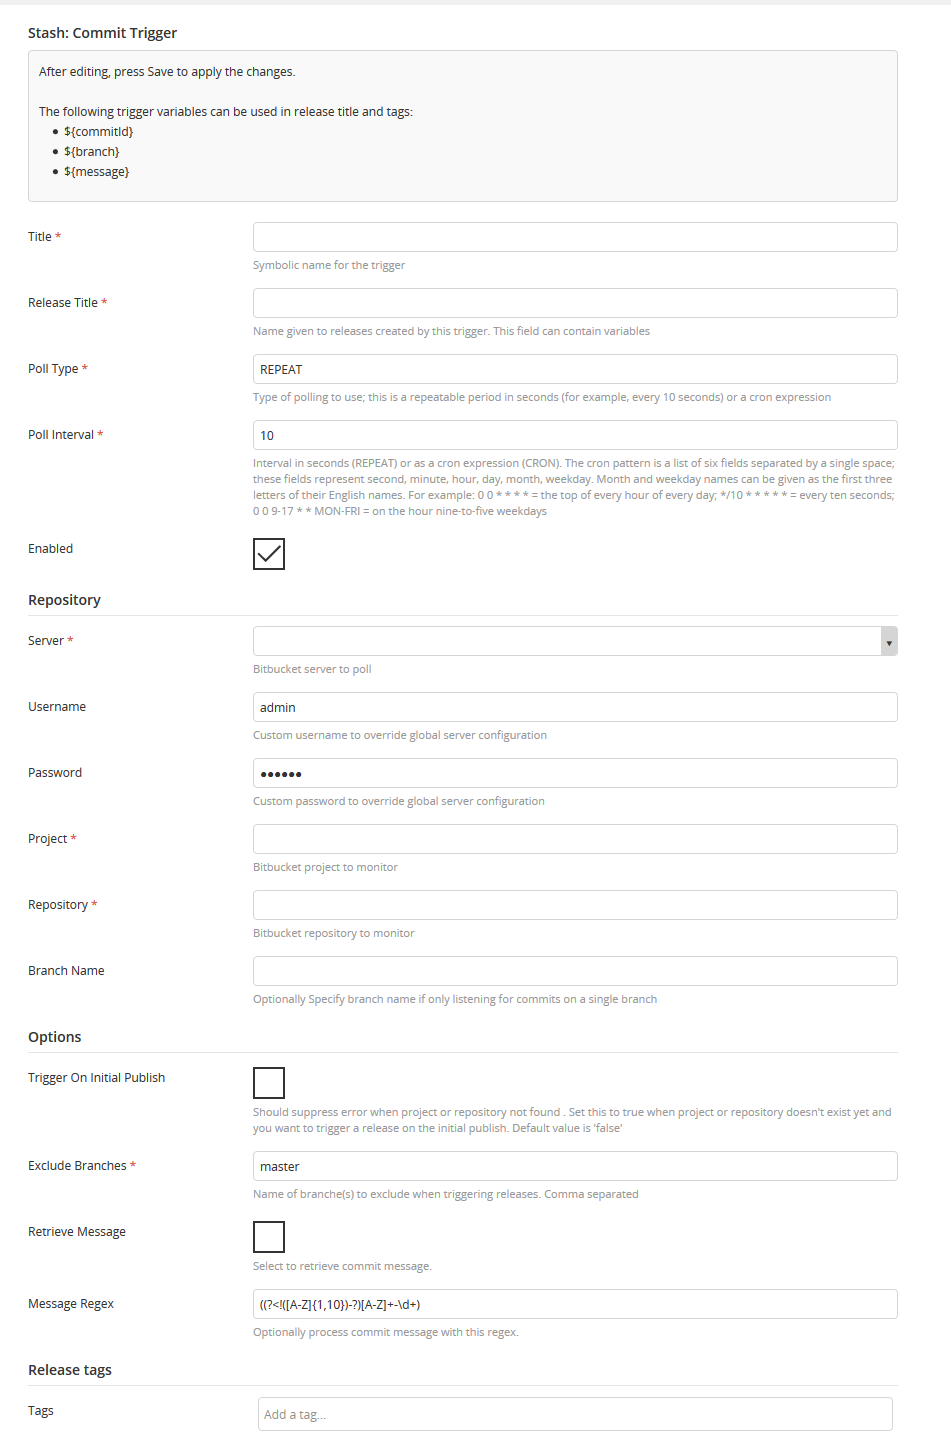 Stash: Commit Trigger
After editing, press Save to apply the changes.
The following trigger variables can be used in release title and tags:
• ${commitId}
• ${branch}
• ${message}
Title *
Symbolic name for the trigger
Release Title *
Name given to releases created by this trigger. This field can contain variables
Poll Type *
REPEAT
Type of polling to use; this is a repeatable period in seconds (for example, every 10 seconds) or a cron expression
Poll Interval *
10
Interval in seconds (REPEAT) or as a cron expression (CRON). The cron pattern is a list of six fields separated by a single space;
these fields represent second, minute, hour, day, month, weekday. Month and weekday names can be given as the first three
letters of their English names. For example: 0 0 * * * * = the top of every hour of every day; */10 * * * * * = every ten seconds;
0 0 9-17 * * MON-FRI = on the hour nine-to-five weekdays
Enabled
Repository
Server *
Bitbucket server to poll
Username
admin
Custom username to override global server configuration
Password
••••••
Custom password to override global server configuration
Project *
Bitbucket project to monitor
Repository *
Bitbucket repository to monitor
Branch Name
Optionally Specify branch name if only listening for commits on a single branch
Options
Trigger On Initial Publish
Should suppress error when project or repository not found . Set this to true when project or repository doesn't exist yet and
you want to trigger a release on the initial publish. Default value is 'false'
Exclude Branches *
master
Name of branche(s) to exclude when triggering releases. Comma separated
Retrieve Message
Select to retrieve commit message.
Message Regex
((?<!([A-Z]{1,10})-?)[A-Z]+-\d+)
Optionally process commit message with this regex.
Release tags
Tags
Add a tag...